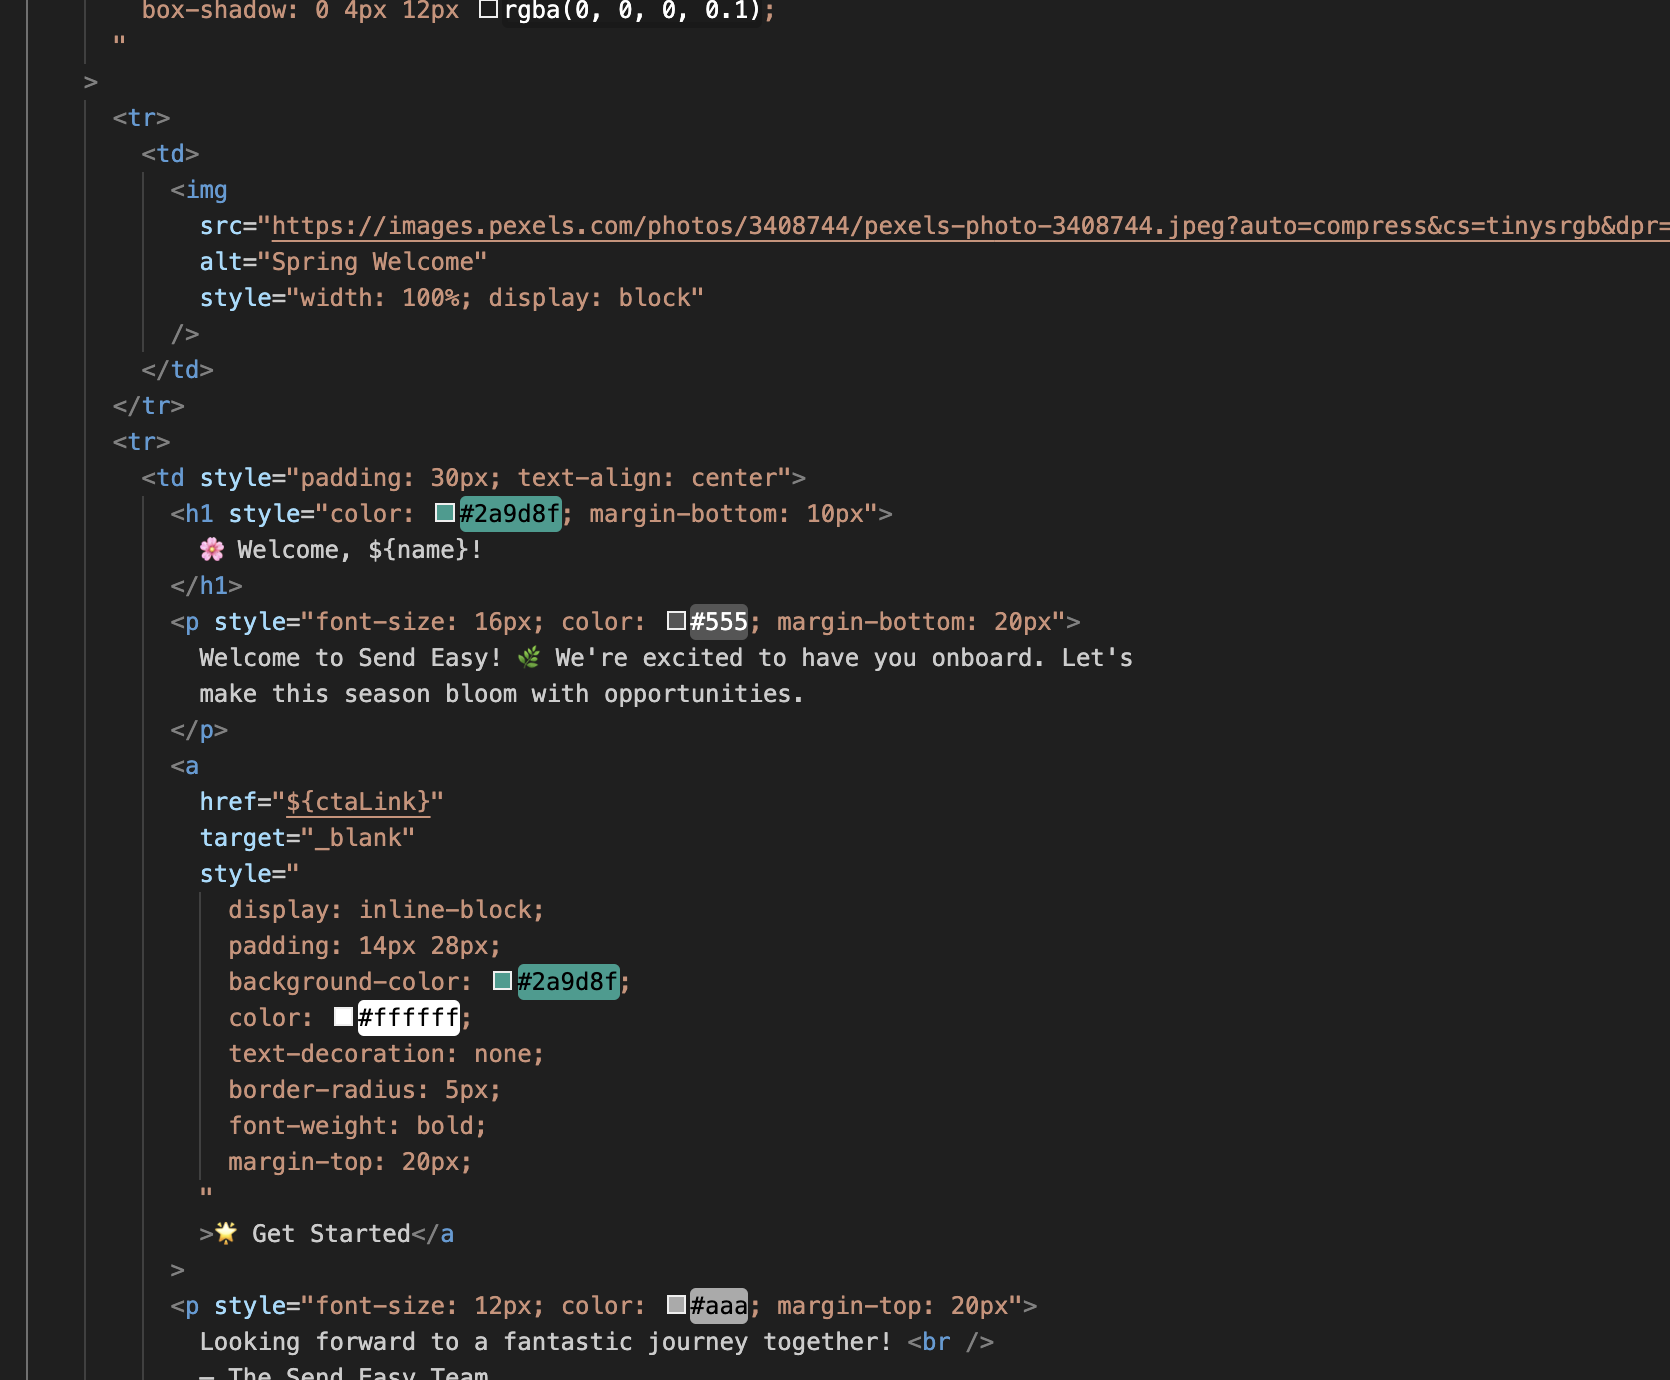 box-shadow: 0 4px 12px rgba(0, 0, 0, 0.1);
"
>
<tr>
<td>
<img
src="https://images.pexels.com/photos/3408744/pexels-photo-3408744.jpeg?auto=compress&cs=tinysrgb&dpr=
alt="Spring Welcome"
style="width: 100%; display: block"
/>
</td>
</tr>
<tr>
<td style="padding: 30px; text-align: center">
<h1 style="color: #2a9d8f; margin-bottom: 10px">
🌸 Welcome, ${name}!
</h1>
<p style="font-size: 16px; color: #555; margin-bottom: 20px">
Welcome to Send Easy! 🌿 We're excited to have you onboard. Let's
make this season bloom with opportunities.
</p>
<a
href="${ctaLink}"
target="_blank"
style="
display: inline-block;
padding: 14px 28px;
background-color: #2a9d8f;
color: #ffffff;
text-decoration: none;
border-radius: 5px;
font-weight: bold;
margin-top: 20px;
"
>🌟 Get Started</a
>
<p style="font-size: 12px; color: #aaa; margin-top: 20px">
Looking forward to a fantastic journey together! <br />
— The Send Easy Team